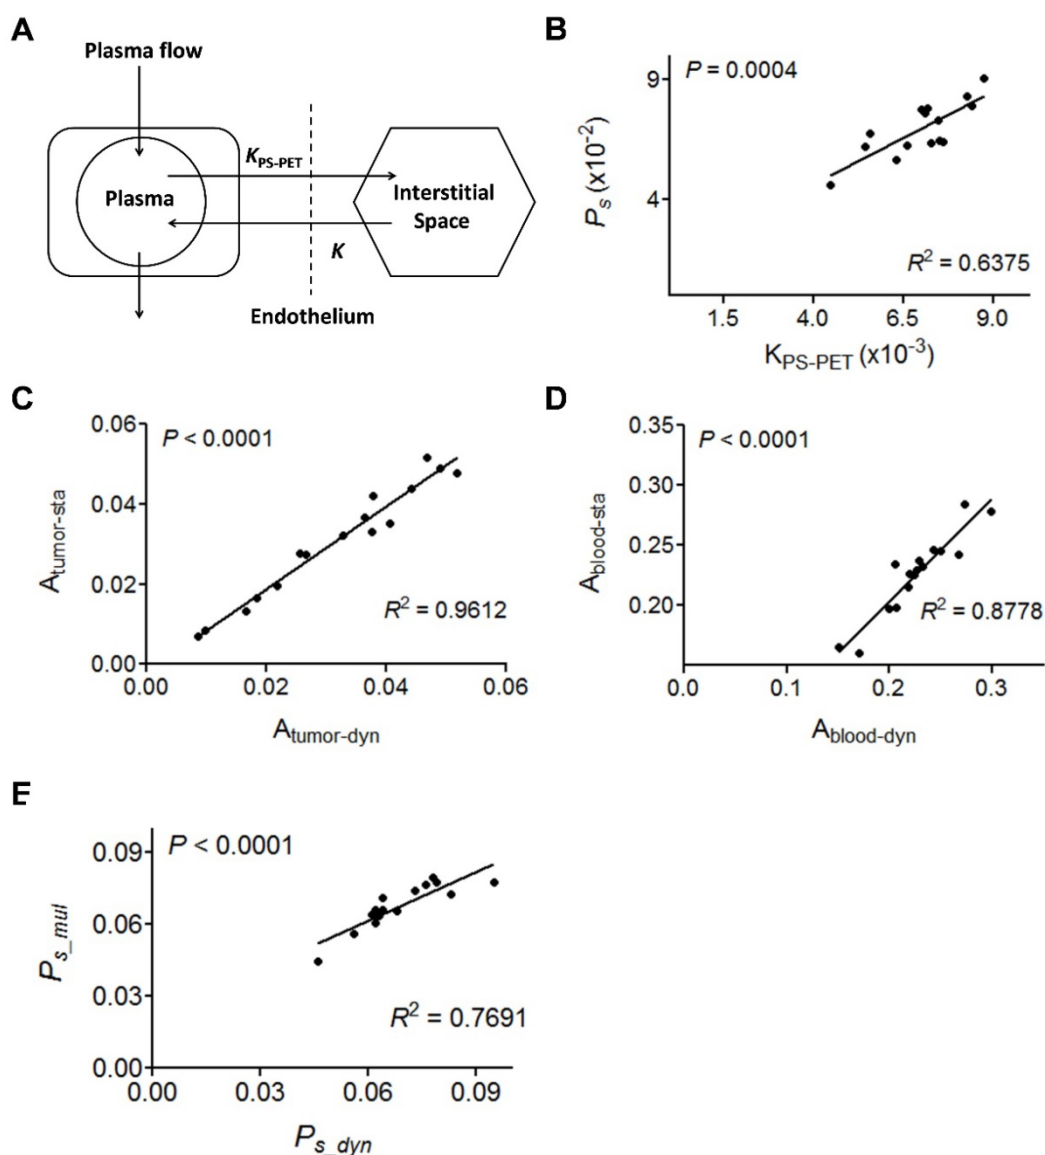 A
Plasma flow
K_PS-PET
Plasma
Interstitial
Space
K
Endothelium
B
P = 0.0004
9
4
P_s (x10^-2)
R^2 = 0.6375
1.5 4.0 6.5 9.0
K_PS-PET (x10^-3)
C
P < 0.0001
0.06
0.04
0.02
0.00
A_tumor-sta
R^2 = 0.9612
0.00 0.02 0.04 0.06
A_tumor-dyn
D
P < 0.0001
0.35
0.30
0.25
0.20
A_blood-sta
R^2 = 0.8778
0.0 0.1 0.2 0.3
A_blood-dyn
E
P < 0.0001
0.09
0.06
0.03
0.00
P_s_mul
R^2 = 0.7691
0.00 0.03 0.06 0.09
P_s_dyn